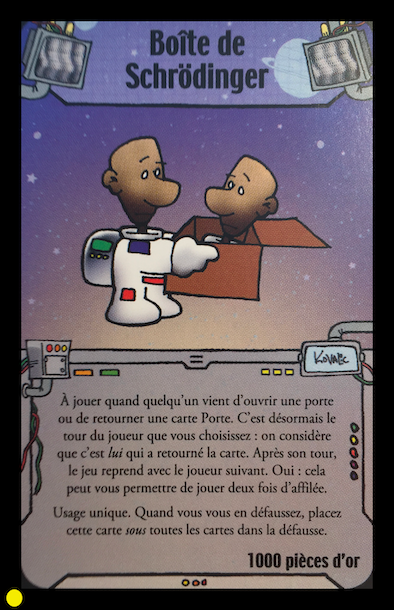 Boîte de
Schrödinger
KOVALIC
À jouer quand quelqu'un vient d'ouvrir une porte
ou de retourner une carte Porte. C'est désormais le
tour du joueur que vous choisissez : on considère
que c'est lui qui a retourné la carte. Après son tour,
le jeu reprend avec le joueur suivant. Oui : cela
peut vous permettre de jouer deux fois d'affilée.
Usage unique. Quand vous vous en défaussez, placez
cette carte sous toutes les cartes dans la défausse.
1000 pièces d'or